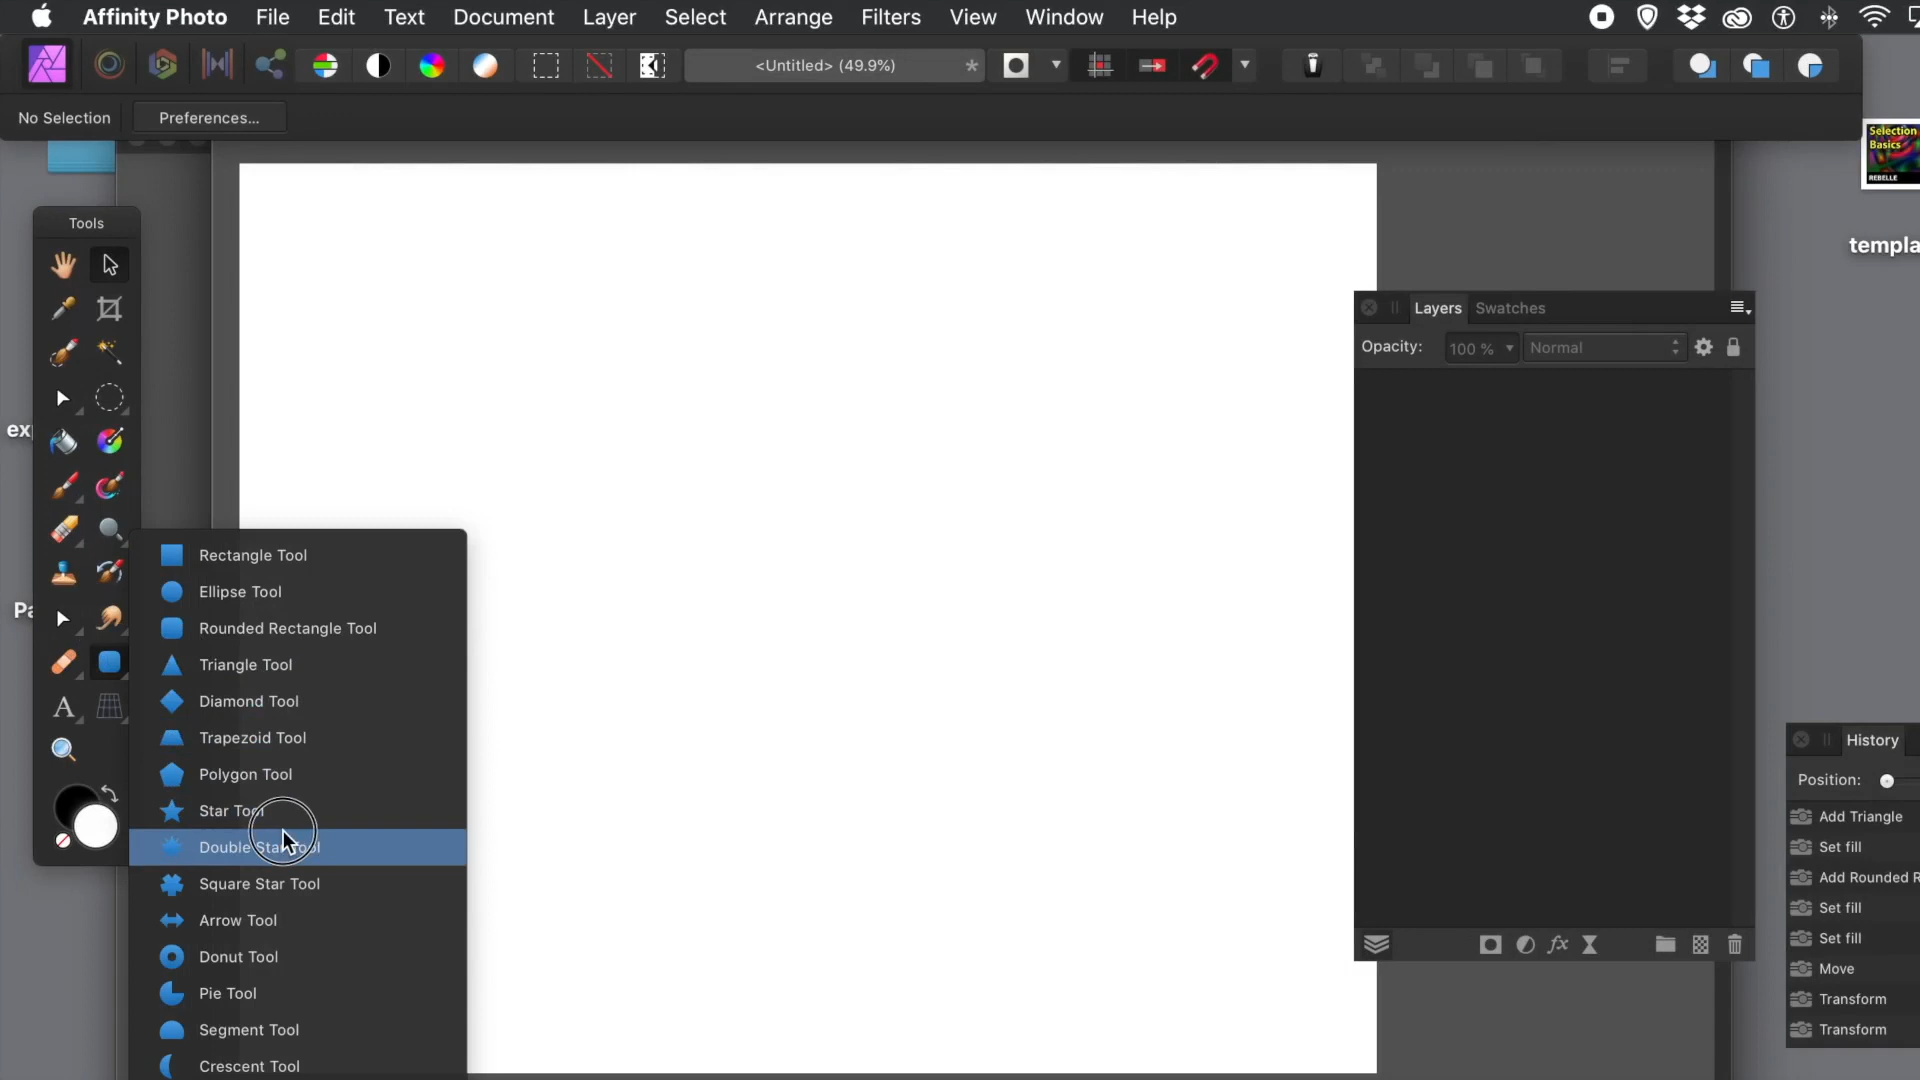 Affinity Photo File Edit Text Document Layer Select Arrange Filters View Window Help
<Untitled> (49.9%) *
No Selection Preferences...
Selection
Basics
REBELLE
Tools
templa
Layers Swatches
Opacity: 100 % Normal
exp
Rectangle Tool
Ellipse Tool
Rounded Rectangle Tool
Triangle Tool
Diamond Tool
Trapezoid Tool
Polygon Tool
Star Tool
Double Star Tool
Square Star Tool
Arrow Tool
Donut Tool
Pie Tool
Segment Tool
Crescent Tool
Pa
A
fx
History
Position:
Add Triangle
Set fill
Add Rounded R
Set fill
Set fill
Move
Transform
Transform